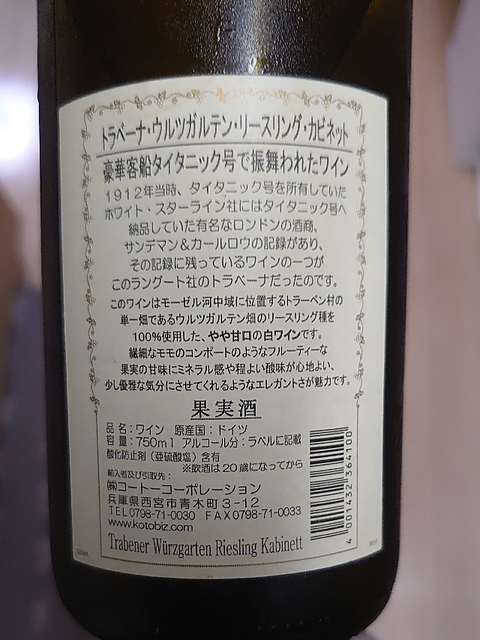 トラベーナ・ウルツガルテン・リースリング・カビネット
豪華客船タイタニック号で振舞われたワイン
1912年当時、タイタニック号を所有していた
ホワイト・スターライン社にはタイタニック号へ
納品していた有名なロンドンの酒商、
サンデマン＆カールロウの記録があり、
その記録に残っているワインの一つが
このラングート社のトラベーナだったのです。
このワインはモーゼル河中域に位置するトラーベン村の
単一畑であるウルツガルテン畑のリースリング種を
100%使用した、やや甘口の白ワインです。
繊細なモモのコンポートのようなフルーティーな
果実の甘味にミネラル感や程よい酸味が心地よい、
少し優雅な気分にさせてくれるようなエレガントさが魅力です。
果実酒
品名：ワイン 原産国：ドイツ
容量：750ml アルコール分：ラベルに記載
酸化防止剤（亜硫酸塩）含有
※飲酒は20歳になってから
輸入者及び引取先：
㈱コートーコーポレーション
兵庫県西宮市青木町3-12
TEL0798-71-0030 FAX0798-71-0033
www.kotobiz.com
Trabener Würzgarten Riesling Kabinett
4 001432 364100